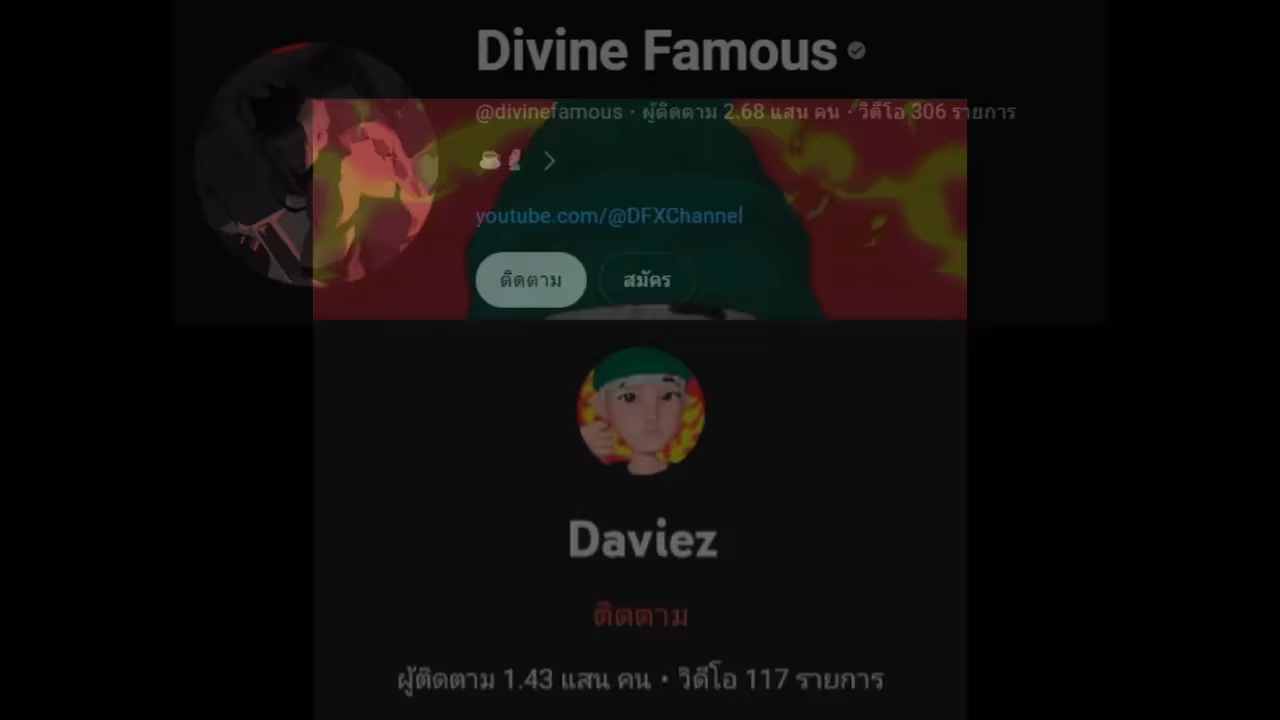 Divine Famous
@divinefamous · ผู้ติดตาม 2.68 แสน คน · วิดีโอ 306 รายการ
youtube.com/@DFXChannel
ติดตาม สมัคร
Daviez
ติดตาม
ผู้ติดตาม 1.43 แสน คน • วิดีโอ 117 รายการ